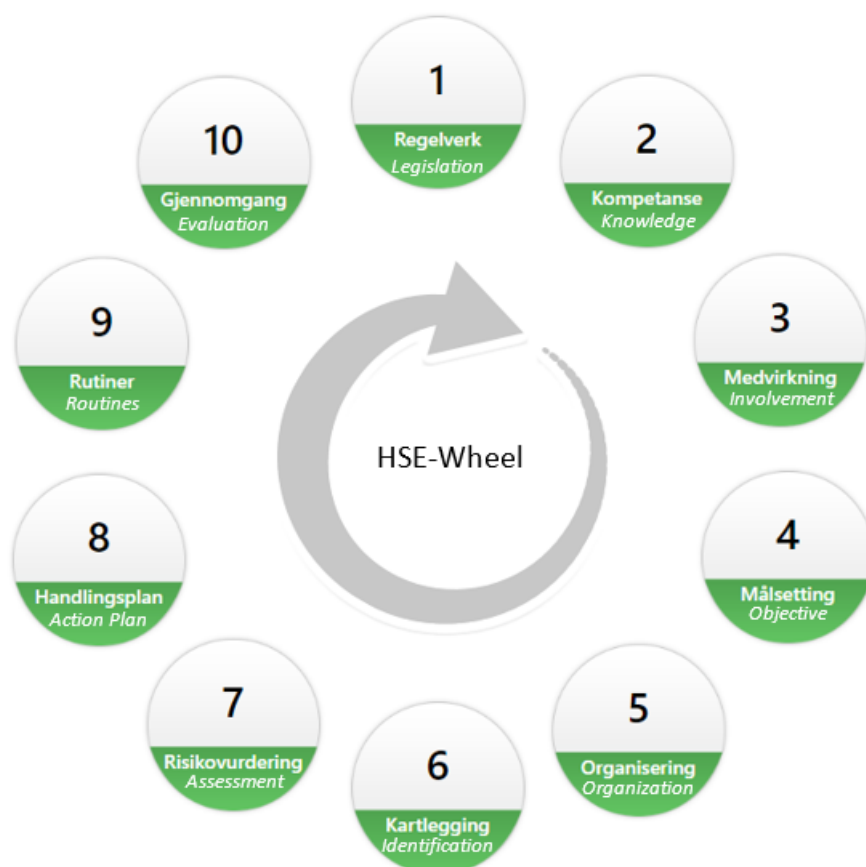 1
Regelverk
Legislation
2
Kompetanse
Knowledge
3
Medvirkning
Involvement
4
Målsetting
Objective
5
Organisering
Organization
6
Kartlegging
Identification
7
Risikovurdering
Assessment
8
Handlingsplan
Action Plan
9
Rutiner
Routines
10
Gjennomgang
Evaluation
HSE-Wheel